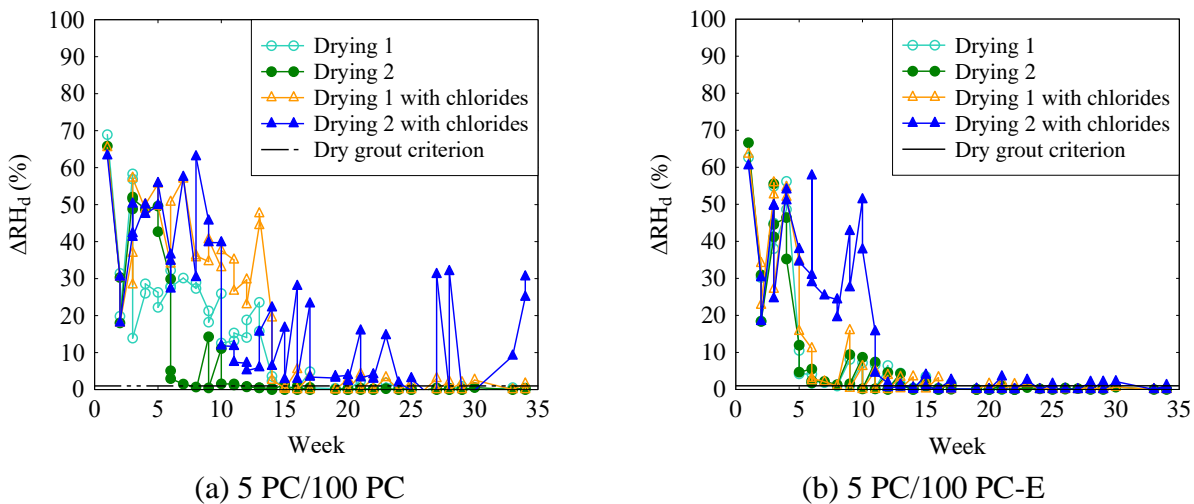 100
90
80
70
60
50
40
30
20
10
0
ΔRHd (%)
0 5 10 15 20 25 30 35
Week
Drying 1
Drying 2
Drying 1 with chlorides
Drying 2 with chlorides
Dry grout criterion
(a) 5 PC/100 PC
100
90
80
70
60
50
40
30
20
10
0
ΔRHd (%)
0 5 10 15 20 25 30 35
Week
Drying 1
Drying 2
Drying 1 with chlorides
Drying 2 with chlorides
Dry grout criterion
(b) 5 PC/100 PC-E